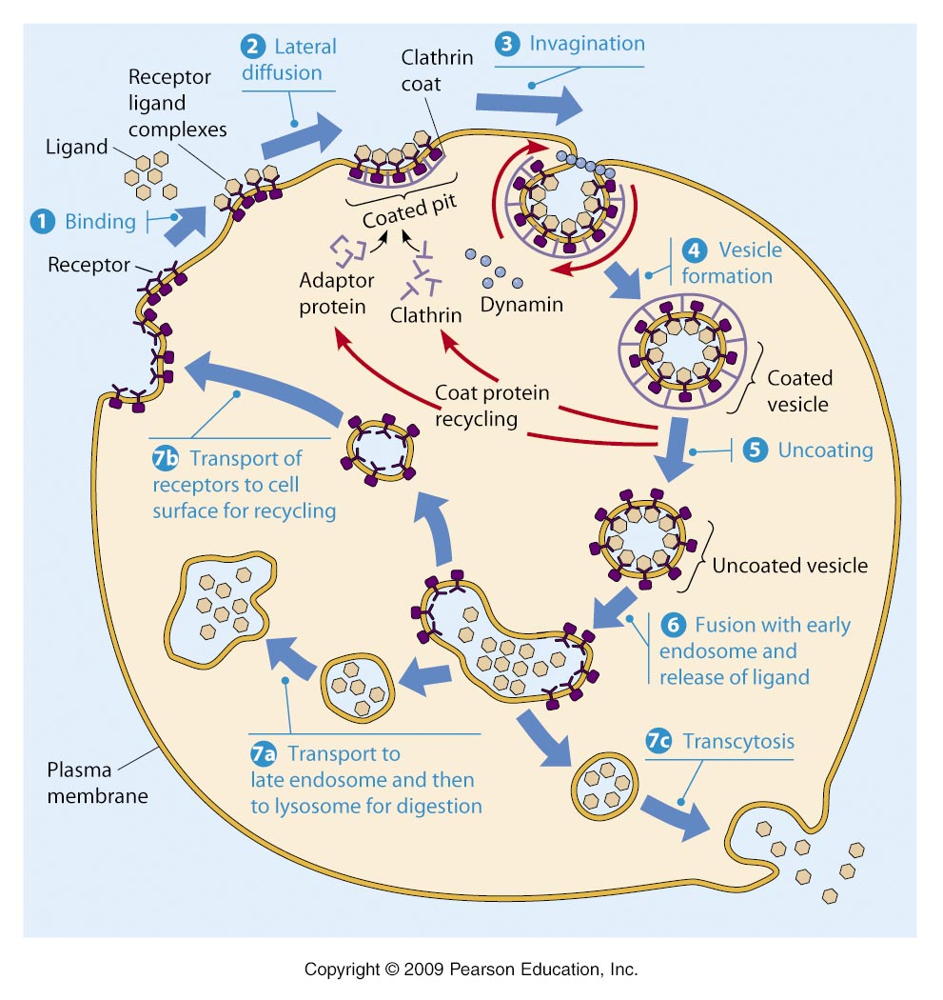 2 Lateral
diffusion
3 Invagination
Clathrin
coat
Receptor
ligand
complexes
Ligand
1 Binding
Coated pit
Receptor
4 Vesicle
formation
Adaptor
protein
Clathrin
Dynamin
Coated
vesicle
Coat protein
recycling
5 Uncoating
7b Transport of
receptors to cell
surface for recycling
Uncoated vesicle
6 Fusion with early
endosome and
release of ligand
7a Transport to
late endosome and then
to lysosome for digestion
7c Transcytosis
Plasma
membrane
Copyright © 2009 Pearson Education, Inc.